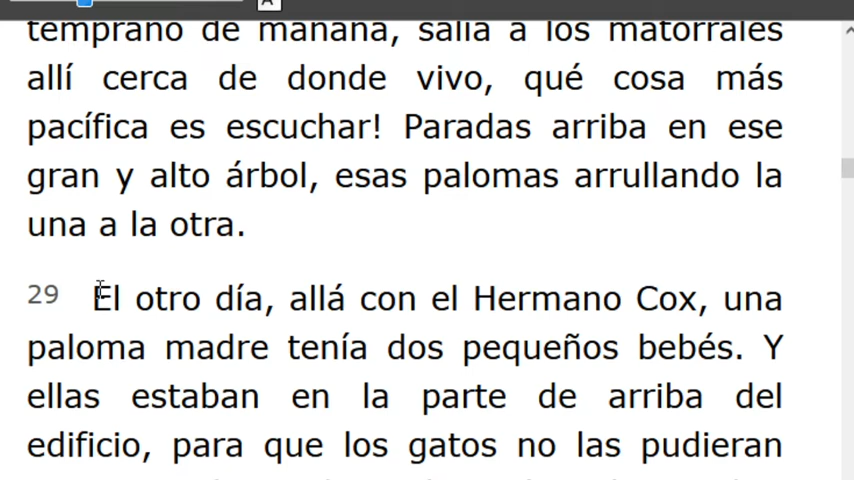 A
temprano de mañana, salía a los matorrales
allí cerca de donde vivo, qué cosa más
pacífica es escuchar! Paradas arriba en ese
gran y alto árbol, esas palomas arrullando la
una a la otra.
29 El otro día, allá con el Hermano Cox, una
paloma madre tenía dos pequeños bebés. Y
ellas estaban en la parte de arriba del
edificio, para que los gatos no las pudieran